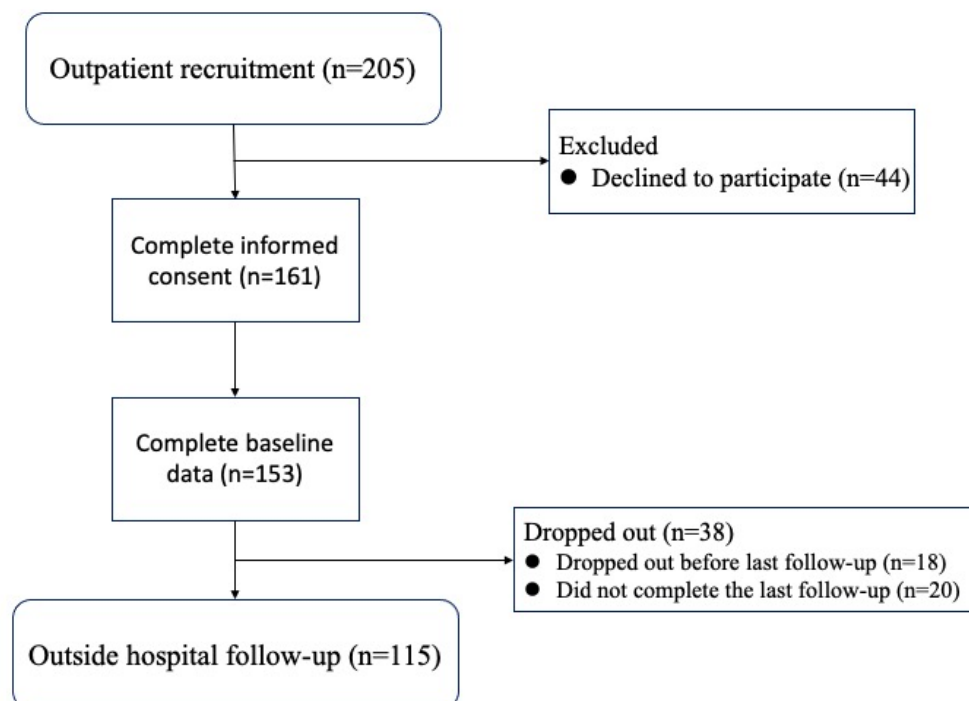 Outpatient recruitment (n=205)
Excluded
● Declined to participate (n=44)
Complete informed
consent (n=161)
Complete baseline
data (n=153)
Dropped out (n=38)
● Dropped out before last follow-up (n=18)
● Did not complete the last follow-up (n=20)
Outside hospital follow-up (n=115)